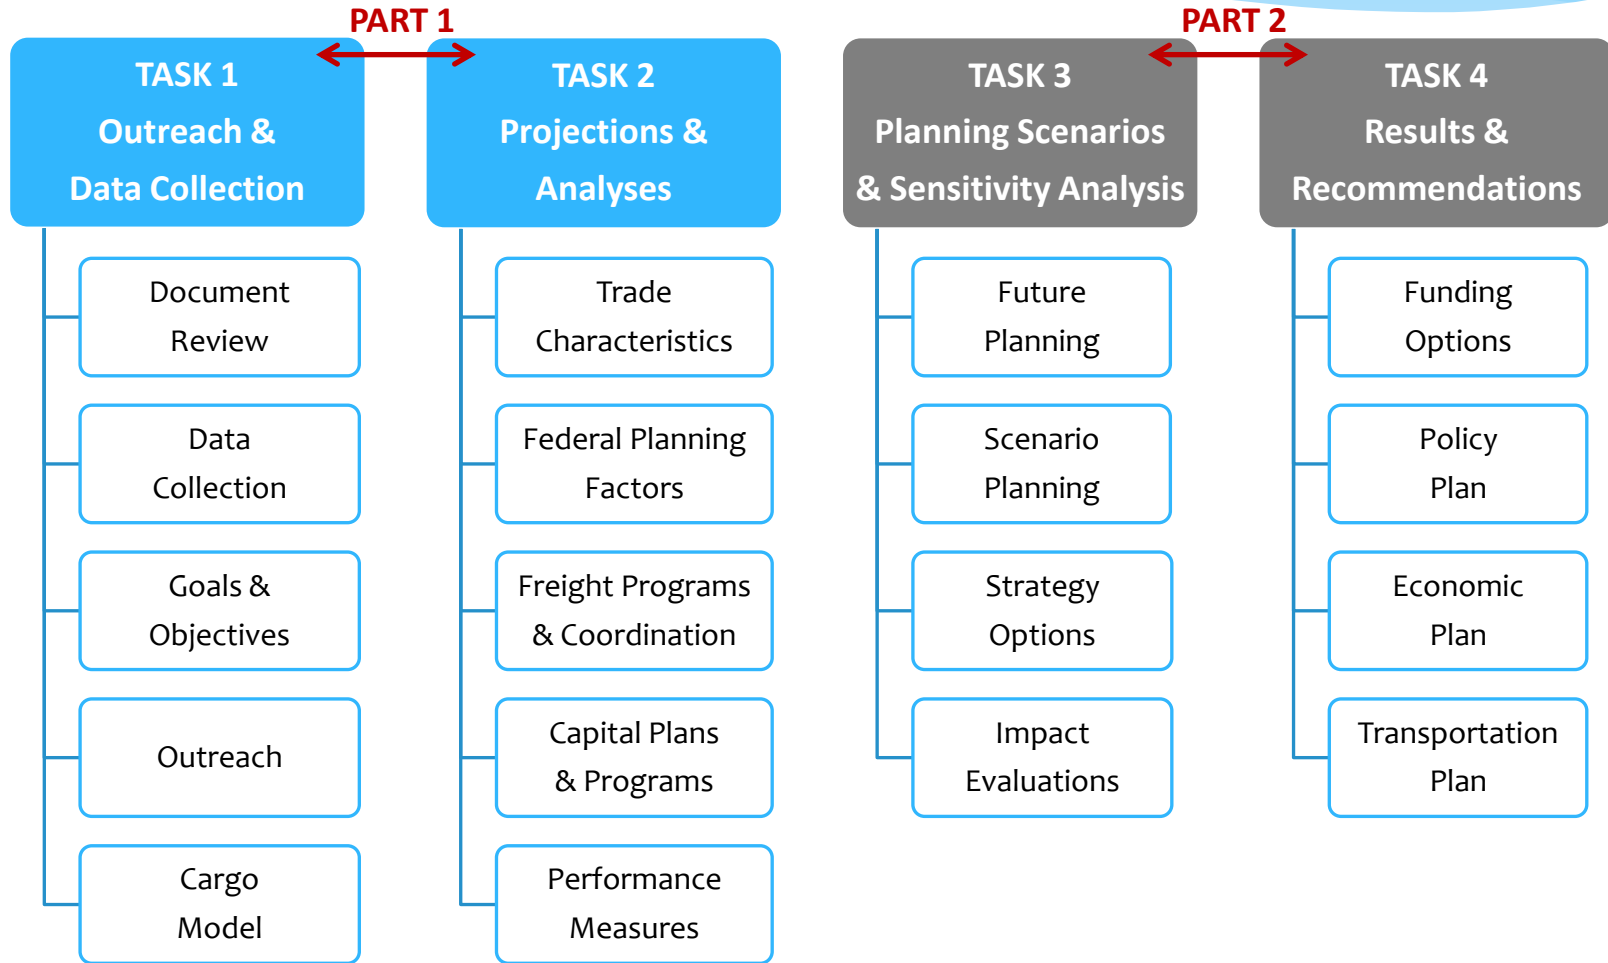 PART 1
TASK 1
Outreach &
Data Collection
Document
Review
Data
Collection
Goals &
Objectives
Outreach
Cargo
Model
TASK 2
Projections &
Analyses
Trade
Characteristics
Federal Planning
Factors
Freight Programs
& Coordination
Capital Plans
& Programs
Performance
Measures
PART 2
TASK 3
Planning Scenarios
& Sensitivity Analysis
Future
Planning
Scenario
Planning
Strategy
Options
Impact
Evaluations
TASK 4
Results &
Recommendations
Funding
Options
Policy
Plan
Economic
Plan
Transportation
Plan